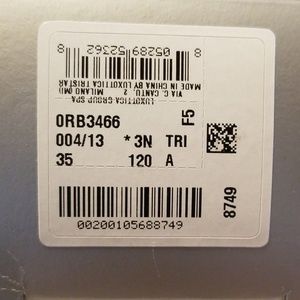 8 05289 52362 8
LUXOTTICA GROUP SPA
VIA C. CANTU, 2 MILANO (MI)
MADE IN CHINA BY LUXOTTICA TRISTAR
0RB3466
F5
004/13 *3N TRI
35 120 A
8749
00200105688749